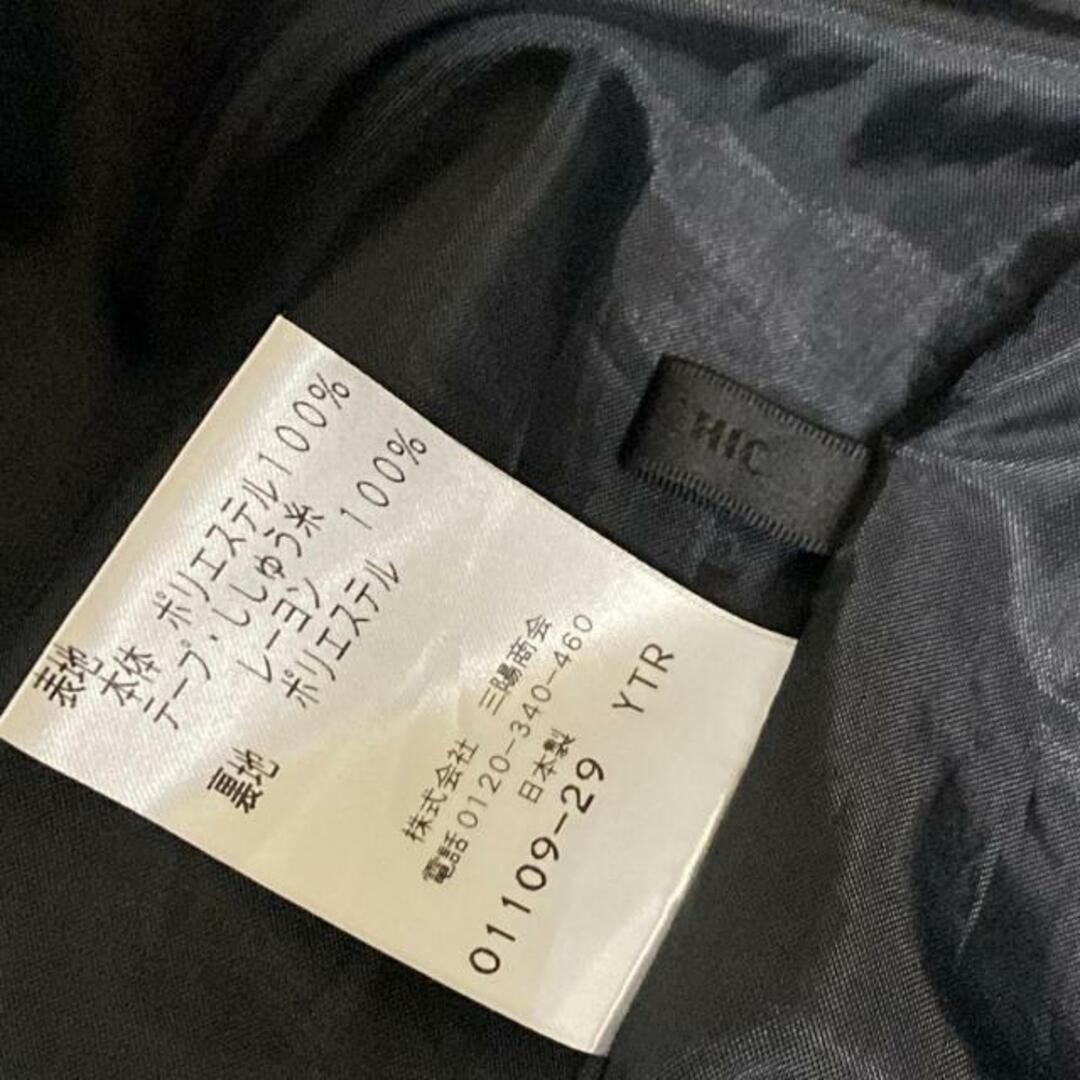 表地
本体 ポリエステル100%
テープ・ししゅう糸
レーヨン 100%
裏地 ポリエステル
株式会社 三陽商会
電話0120-340-460
日本製
01109-29 YTR
HIC